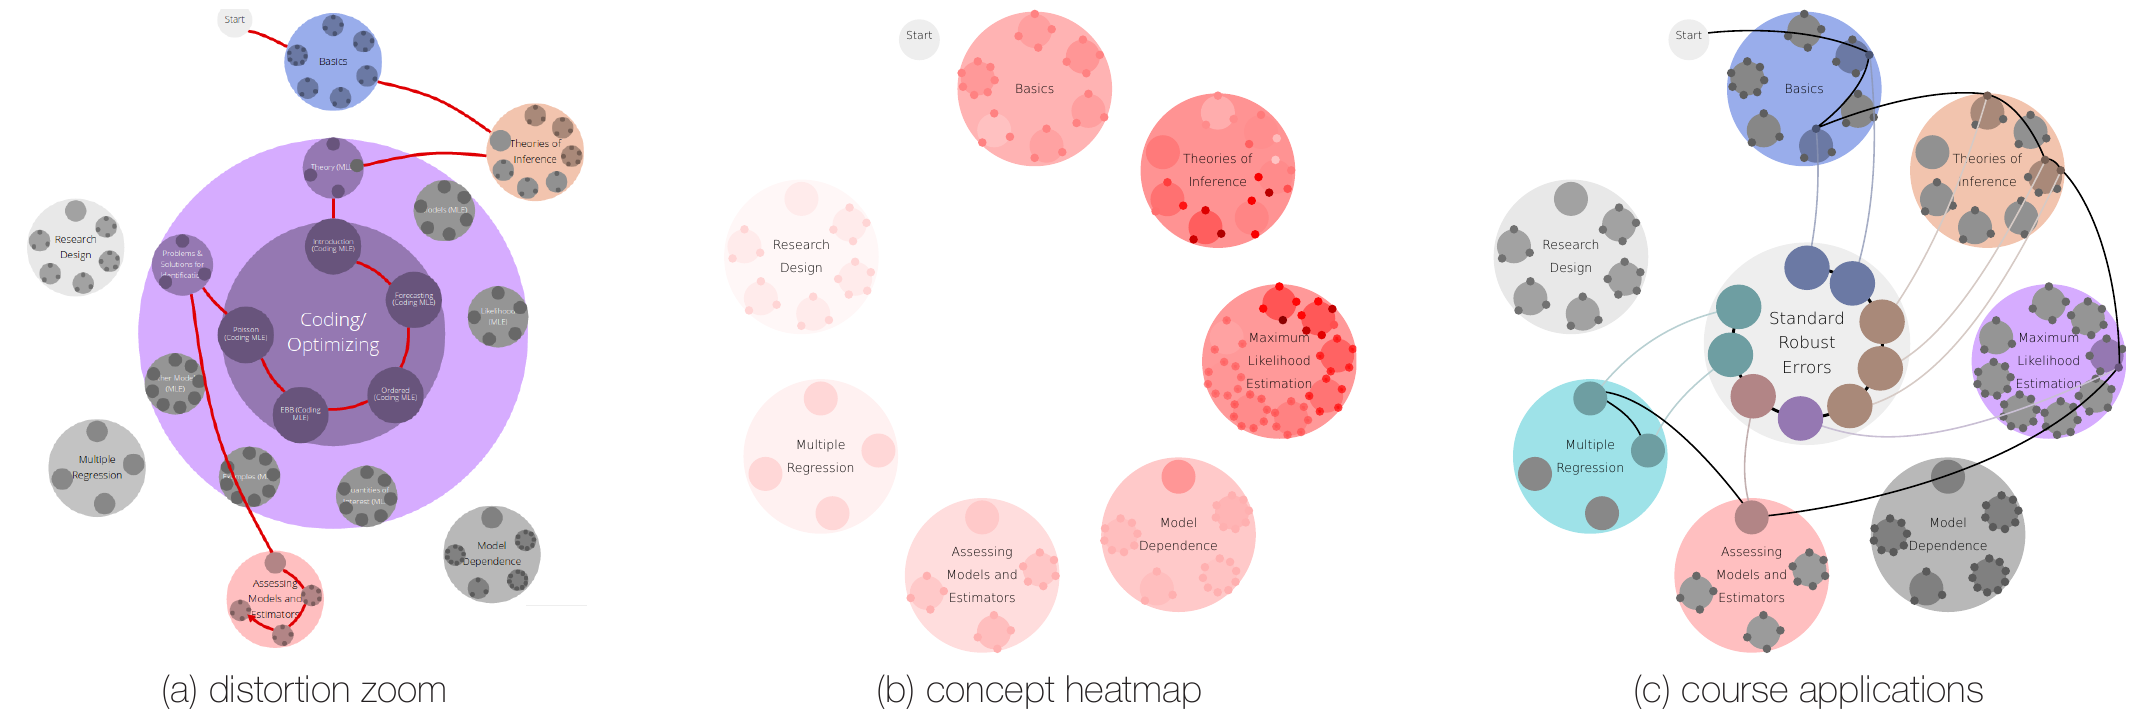 Start
Basics
Theories of
Inference
Theory (MLE
Models (MLE)
Research
Design
Problems &
Solutions for
Identification
Introduction
(Coding MLE)
Forecasting
(Coding MLE)
Likelihood
(MLE)
Coding/
Optimizing
Poisson
(Coding MLE)
Other Mode
(MLE)
EBB (Coding
MLE)
Ordered
(Coding MLE)
Multiple
Regression
Examples (ML
Quantities of
Interest (ML
Model
Dependence
Assessing
Models and
Estimators
(a) distortion zoom
Start
Basics
Theories of
Inference
Research
Design
Maximum
Likelihood
Estimation
Multiple
Regression
Model
Dependence
Assessing
Models and
Estimators
(b) concept heatmap
Start
Basics
Theories of
Inference
Research
Design
Standard
Robust
Errors
Maximum
Likelihood
Estimation
Multiple
Regression
Model
Dependence
Assessing
Models and
Estimators
(c) course applications